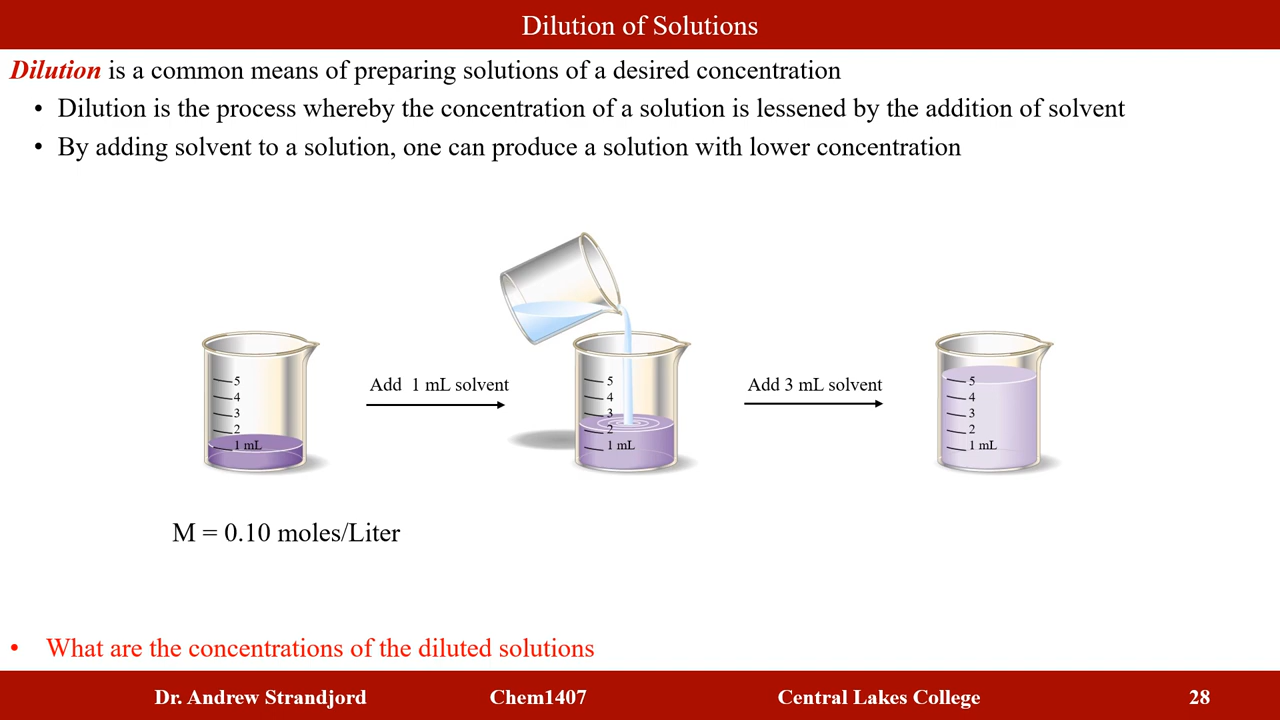 Dilution of Solutions
Dilution is a common means of preparing solutions of a desired concentration
• Dilution is the process whereby the concentration of a solution is lessened by the addition of solvent
• By adding solvent to a solution, one can produce a solution with lower concentration
5
4
3
2
1 mL
Add 1 mL solvent
5
4
3
2
1 mL
Add 3 mL solvent
5
4
3
2
1 mL
M = 0.10 moles/Liter
• What are the concentrations of the diluted solutions
Dr. Andrew Strandjord Chem1407 Central Lakes College 28